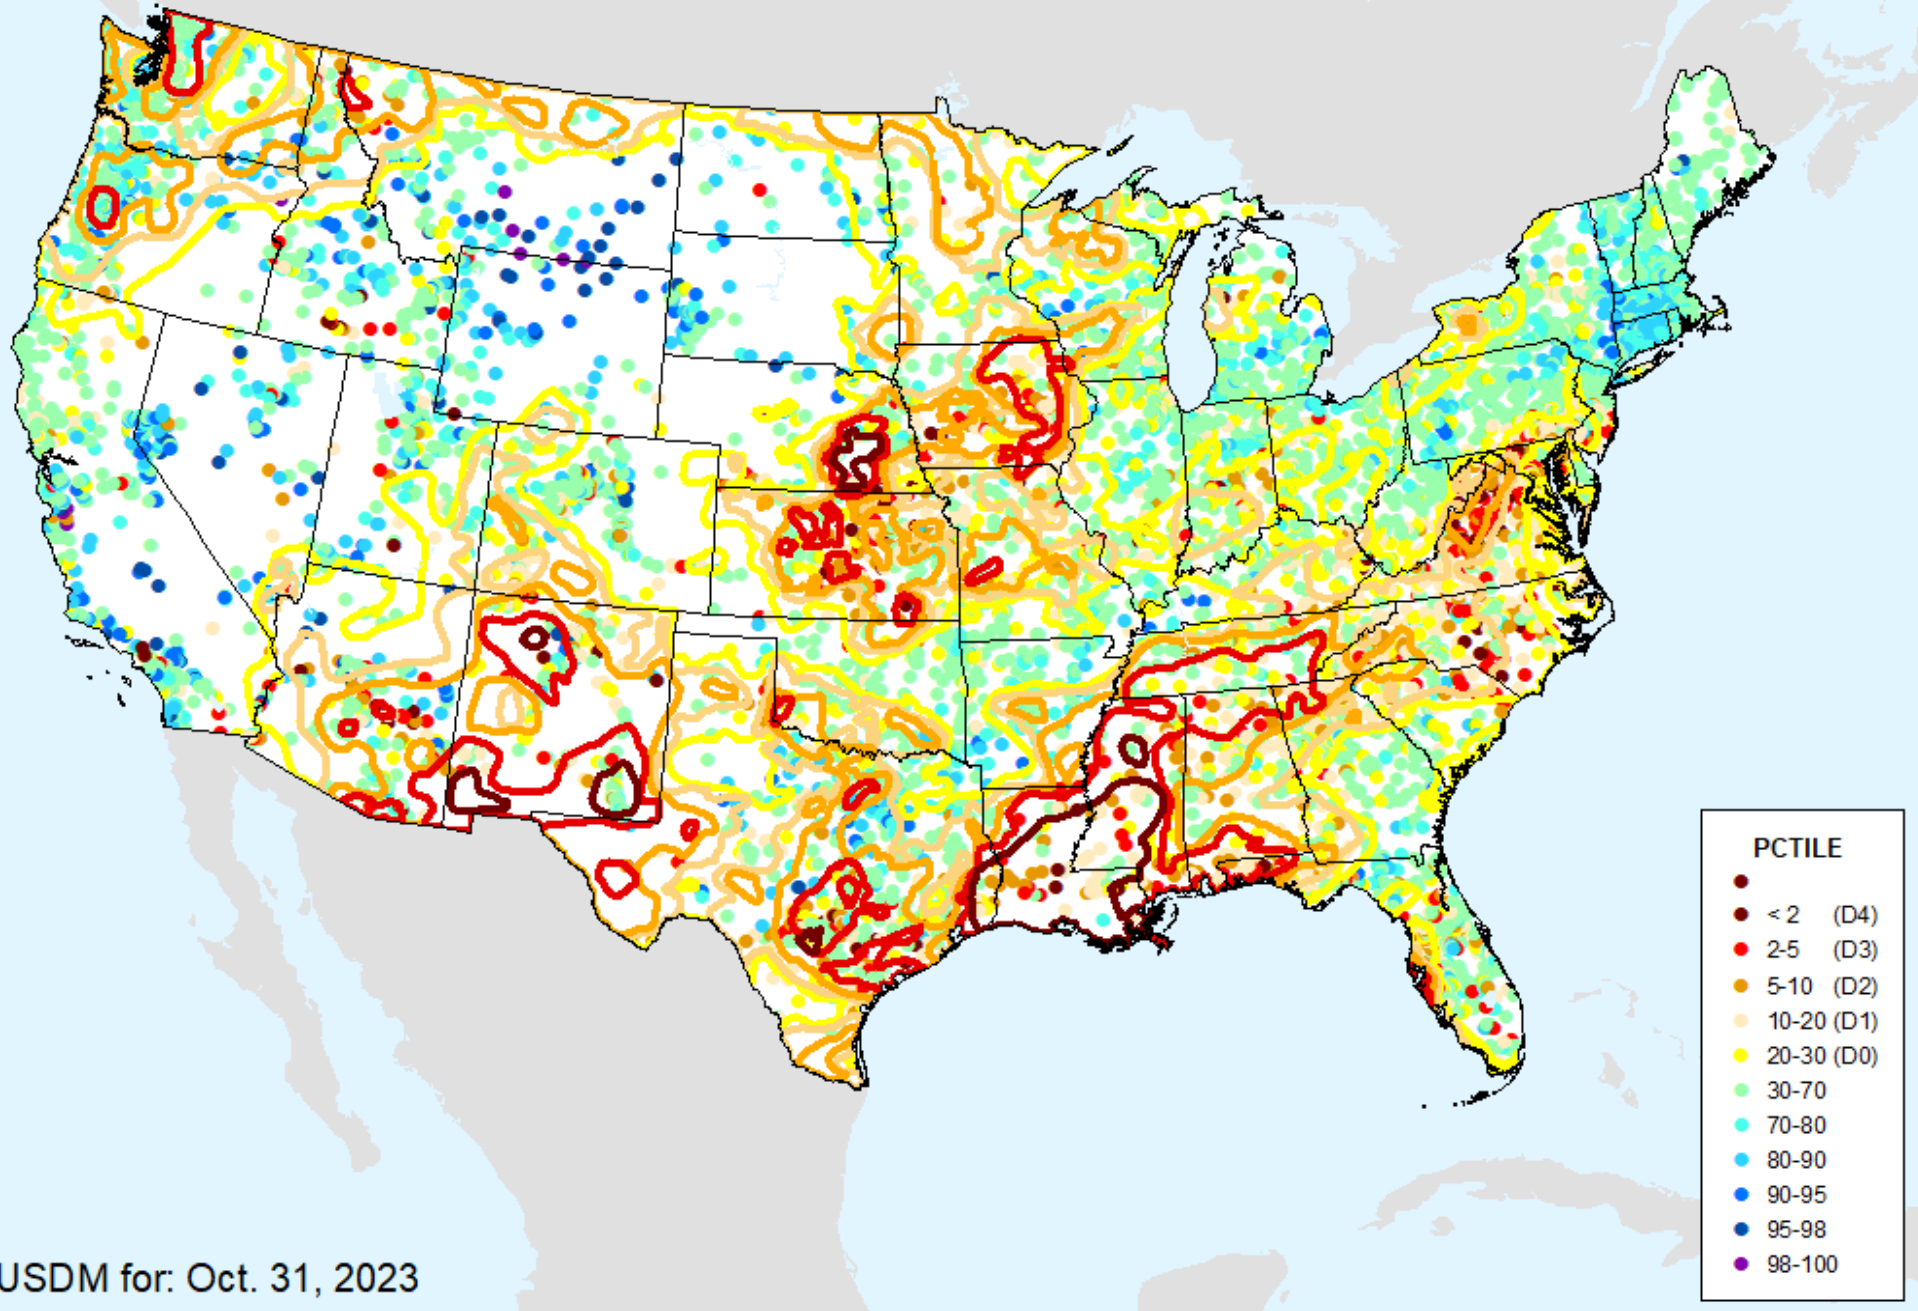 PCTILE
< 2 (D4)
2-5 (D3)
5-10 (D2)
10-20 (D1)
20-30 (D0)
30-70
70-80
80-90
90-95
95-98
98-100
USDM for: Oct. 31, 2023